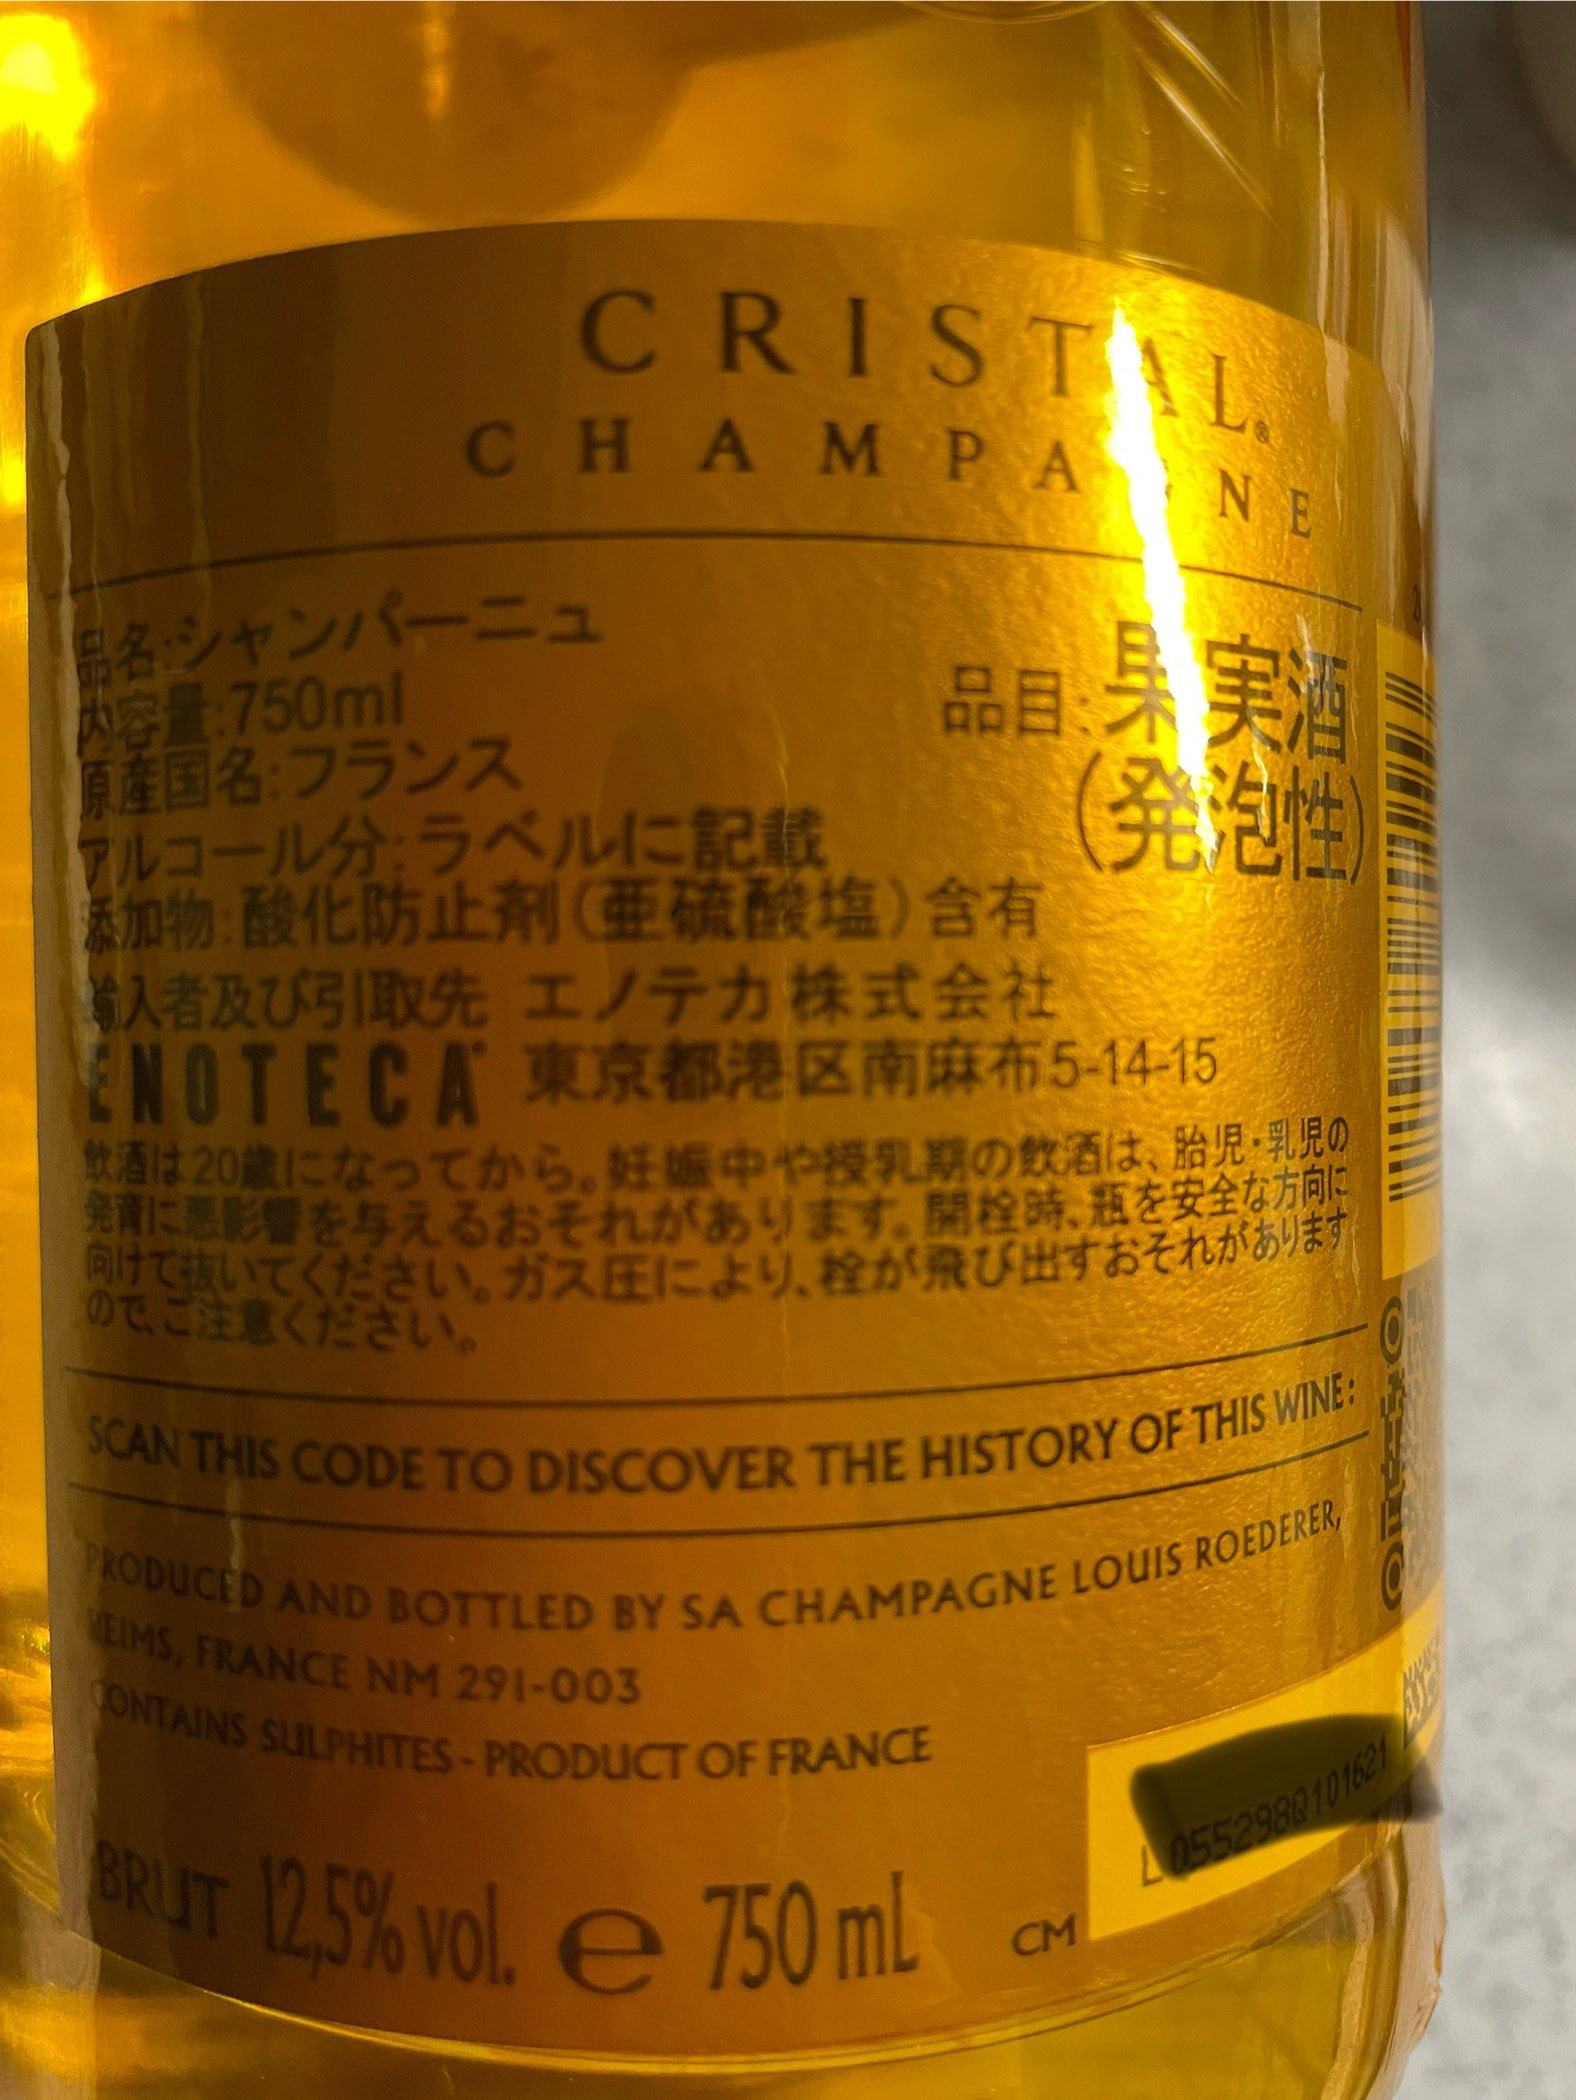 CRISTAL®
CHAMPAGNE
品名:シャンパーニュ
内容量:750ml
品目:果実酒
(発泡性)
原産国名:フランス
アルコール分:ラベルに記載
添加物:酸化防止剤(亜硫酸塩)含有
輸入者及び引取先 エノテカ株式会社
ENOTECA® 東京都港区南麻布5-14-15
飲酒は20歳になってから。妊娠中や授乳期の飲酒は、胎児・乳児の
発育に悪影響を与えるおそれがあります。開栓時、瓶を安全な方向に
向けて抜いてください。ガス圧により、栓が飛び出すおそれがあります
ので、ご注意ください。
SCAN THIS CODE TO DISCOVER THE HISTORY OF THIS WINE:
PRODUCED AND BOTTLED BY SA CHAMPAGNE LOUIS ROEDERER,
REIMS, FRANCE NM 291-003
CONTAINS SULPHITES - PRODUCT OF FRANCE
L 055298Q101621
BRUT 12,5% vol. e 750 mL CM